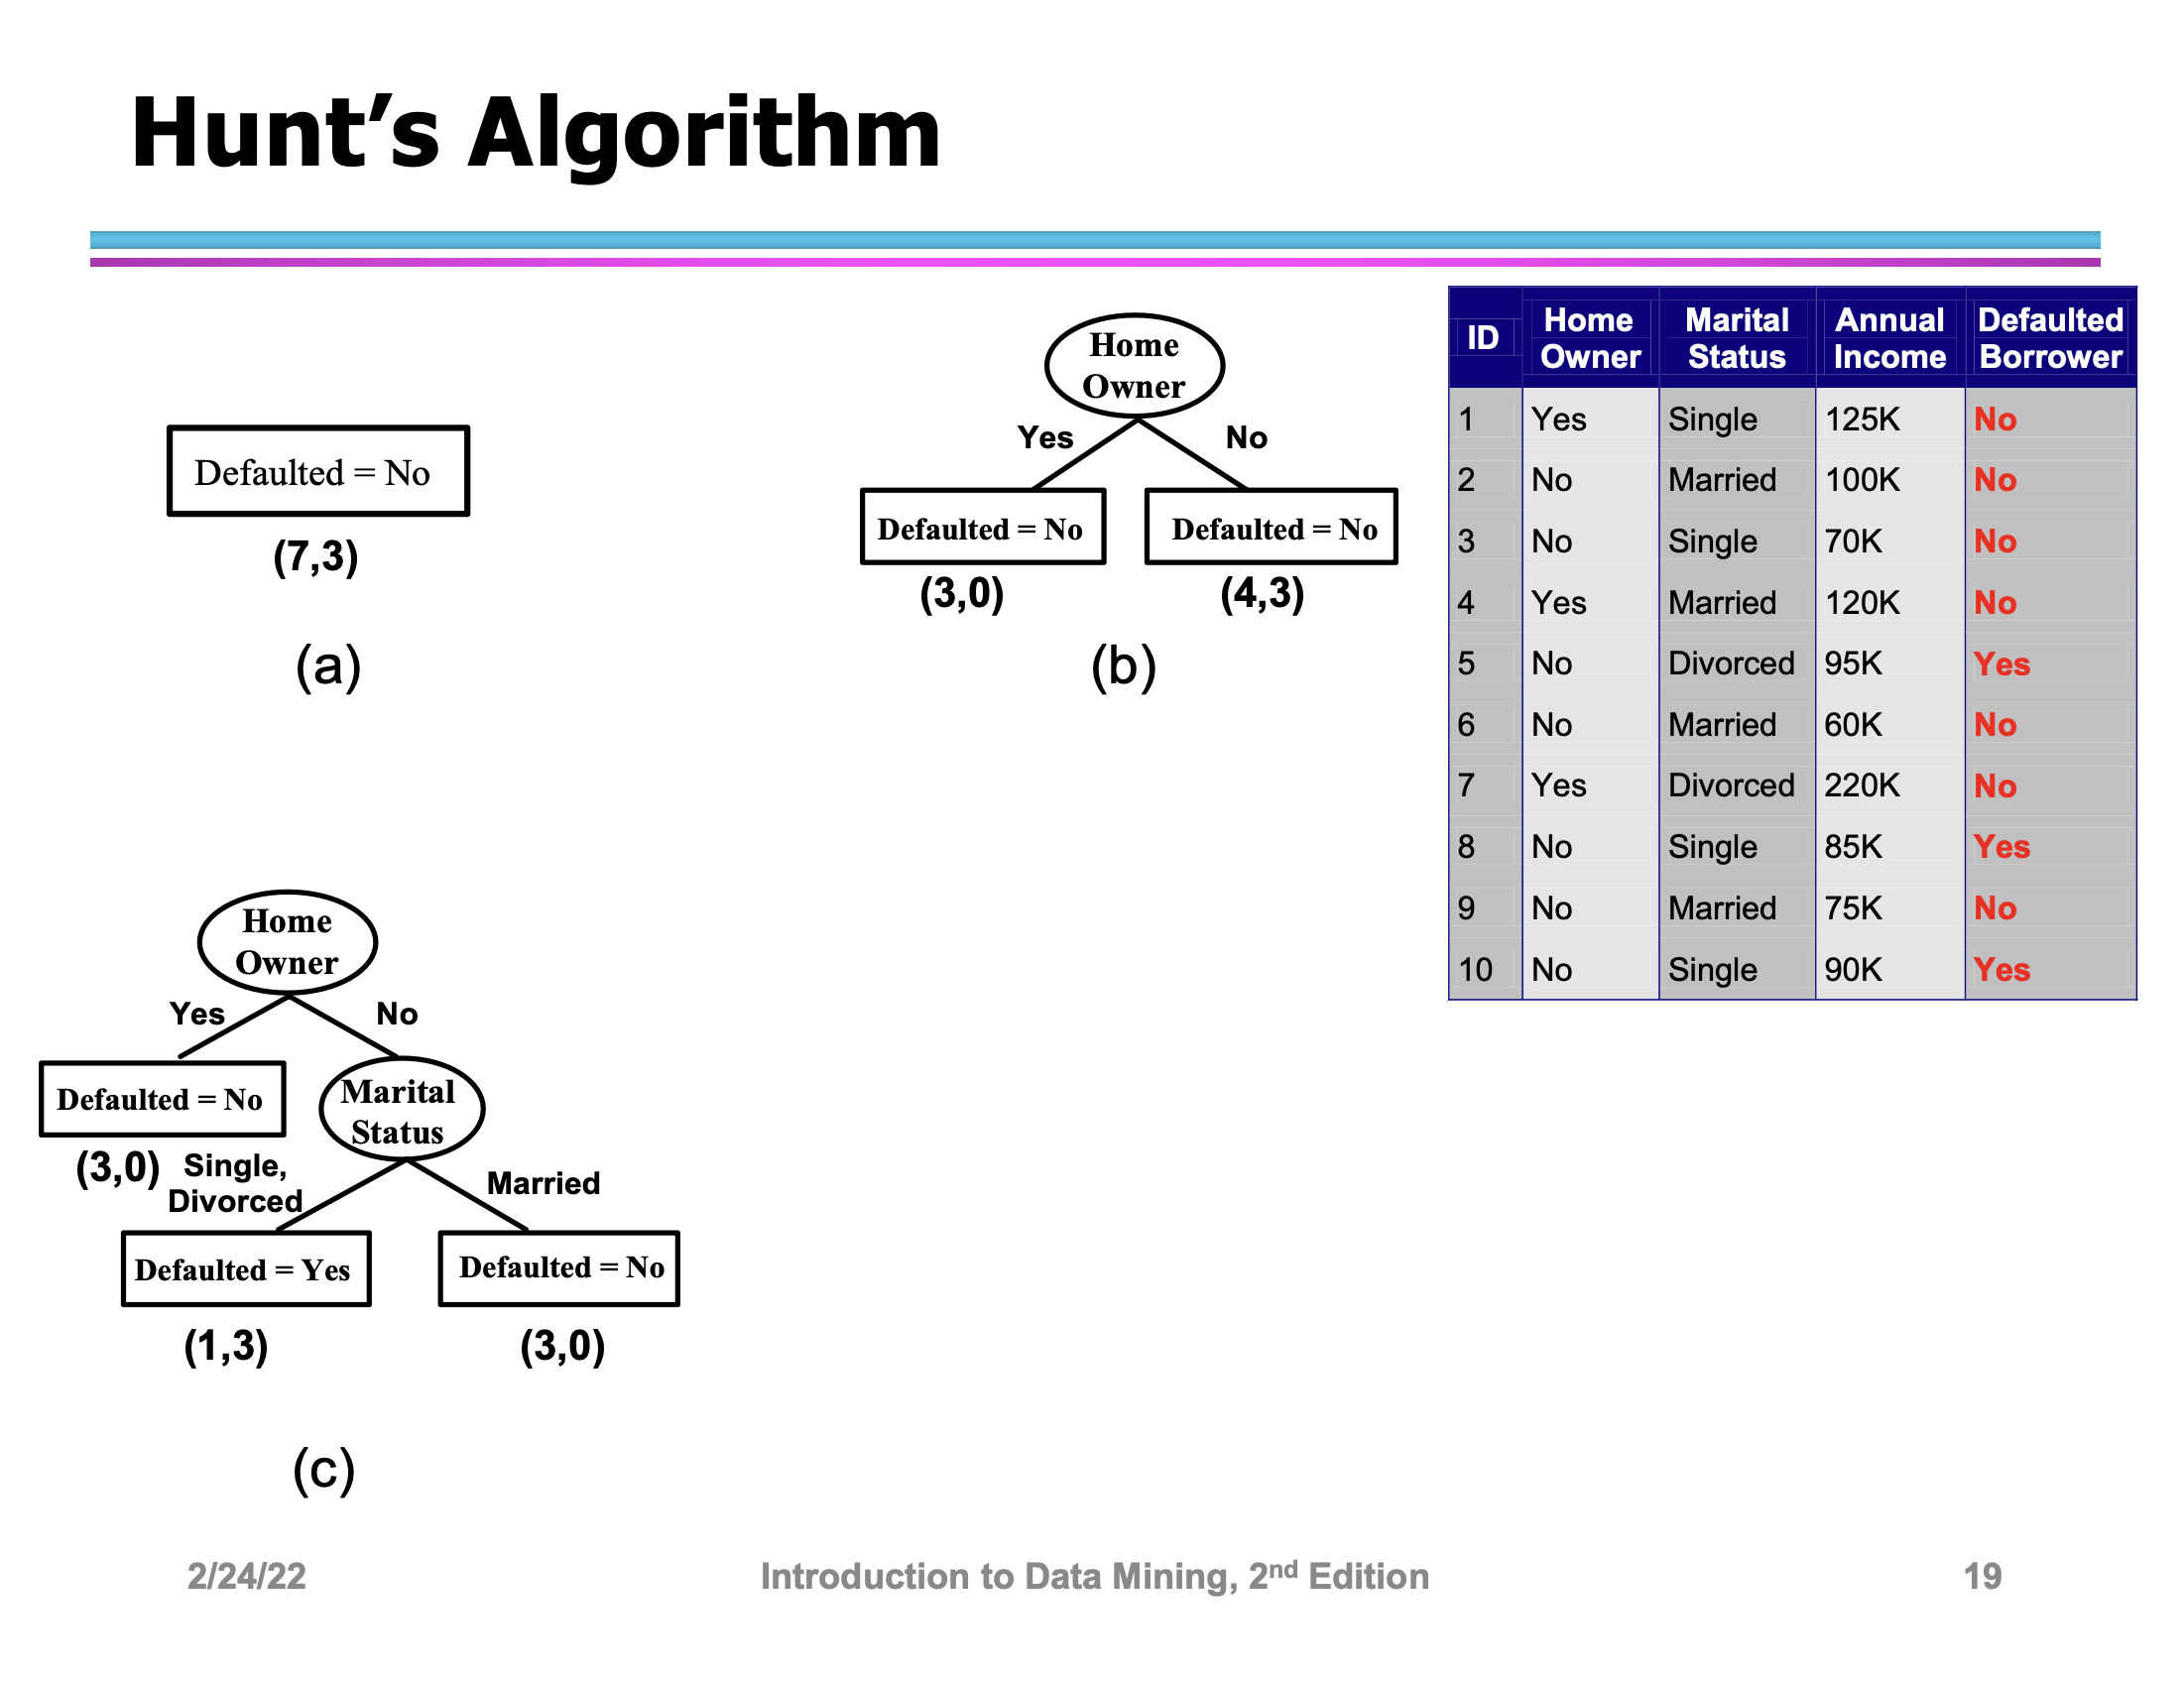 Hunt’s Algorithm
Defaulted = No
(7,3)
(a)
Home
Owner
Yes No
Defaulted = No Defaulted = No
(3,0) (4,3)
(b)
Home
Owner
Yes No
Defaulted = No
(3,0)
Marital
Status
Single,
Divorced
Married
Defaulted = Yes Defaulted = No
(1,3) (3,0)
(c)
ID Home Owner Marital Status Annual Income Defaulted Borrower
1 Yes Single 125K No
2 No Married 100K No
3 No Single 70K No
4 Yes Married 120K No
5 No Divorced 95K Yes
6 No Married 60K No
7 Yes Divorced 220K No
8 No Single 85K Yes
9 No Married 75K No
10 No Single 90K Yes
2/24/22 Introduction to Data Mining, 2nd Edition 19